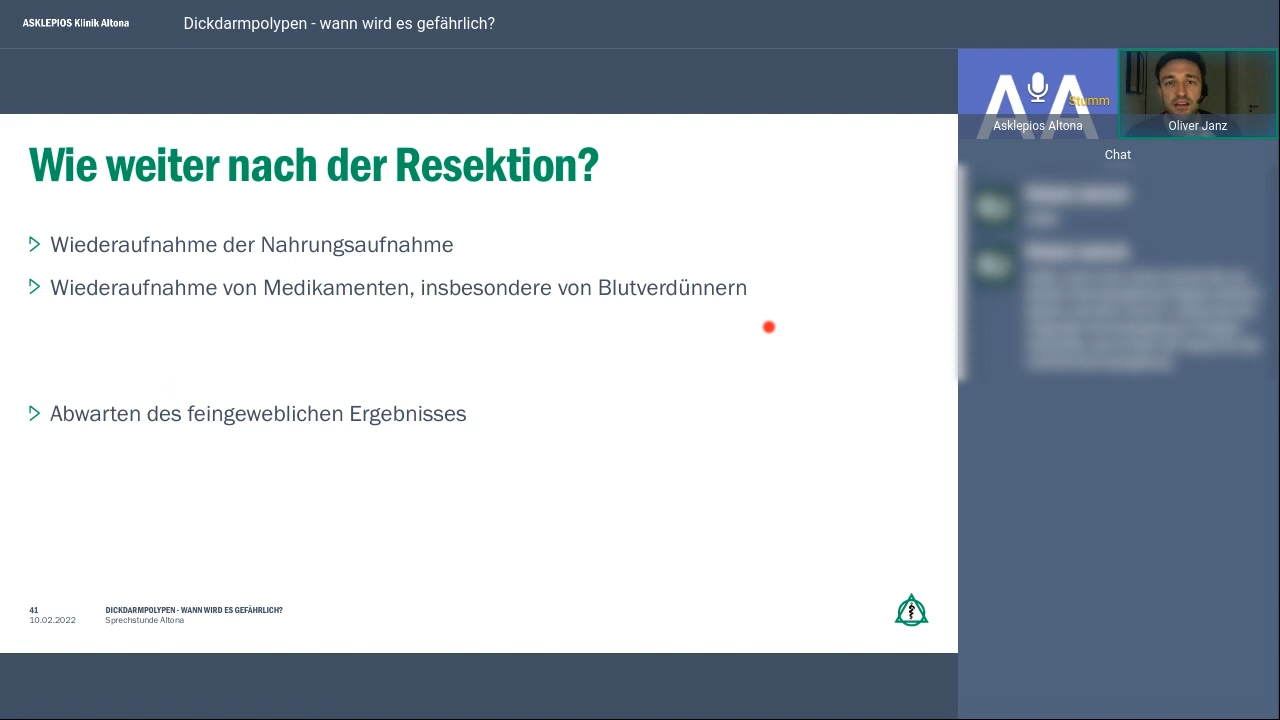 ASKLEPIOS Klinik Altona
Dickdarmpolypen - wann wird es gefährlich?
Stumm
Asklepios Altona
Oliver Janz
Chat
Wie weiter nach der Resektion?
Wiederaufnahme der Nahrungsaufnahme
Wiederaufnahme von Medikamenten, insbesondere von Blutverdünnern
Abwarten des feingeweblichen Ergebnisses
41
DICKDARMPOLYPEN - WANN WIRD ES GEFÄHRLICH?
10.02.2022
Sprechstunde Altona